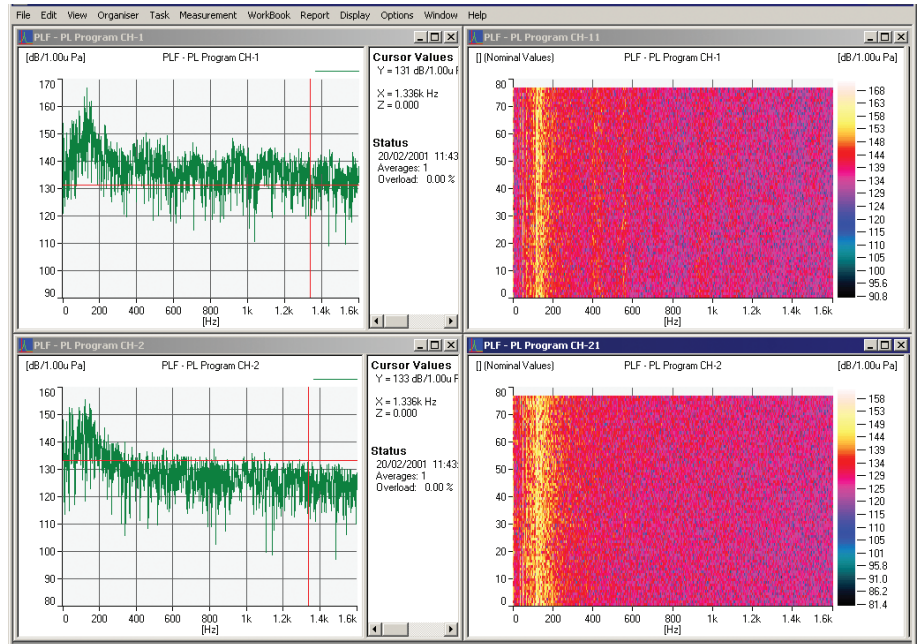 File Edit View Organiser Task Measurement WorkBook Report Display Options Window Help
PLF - PL Program CH-1
[dB/1.00u Pa] PLF - PL Program CH-1
170
160
150
140
130
120
110
100
90
0 200 400 600 800 1k 1.2k 1.4k 1.6k
[Hz]
Cursor Values
Y = 131 dB/1.00u
X = 1.336k Hz
Z = 0.000
Status
20/02/2001 11:43
Averages: 1
Overload: 0.00 %
PLF - PL Program CH-11
[] (Nominal Values) PLF - PL Program CH-1 [dB/1.00u Pa]
80
70
60
50
40
30
20
10
0
0 200 400 600 800 1k 1.2k 1.4k 1.6k
[Hz]
168
163
158
153
148
144
139
134
129
124
120
115
110
105
100
95.6
90.8
PLF - PL Program CH-2
[dB/1.00u Pa] PLF - PL Program CH-2
160
150
140
130
120
110
100
90
80
0 200 400 600 800 1k 1.2k 1.4k 1.6k
[Hz]
Cursor Values
Y = 133 dB/1.00u
X = 1.336k Hz
Z = 0.000
Status
20/02/2001 11:43:
Averages: 1
Overload: 0.00 %
PLF - PL Program CH-21
[] (Nominal Values) PLF - PL Program CH-2 [dB/1.00u Pa]
80
70
60
50
40
30
20
10
0
0 200 400 600 800 1k 1.2k 1.4k 1.6k
[Hz]
158
153
149
144
139
134
129
125
120
115
110
105
101
95.8
91.0
86.2
81.4